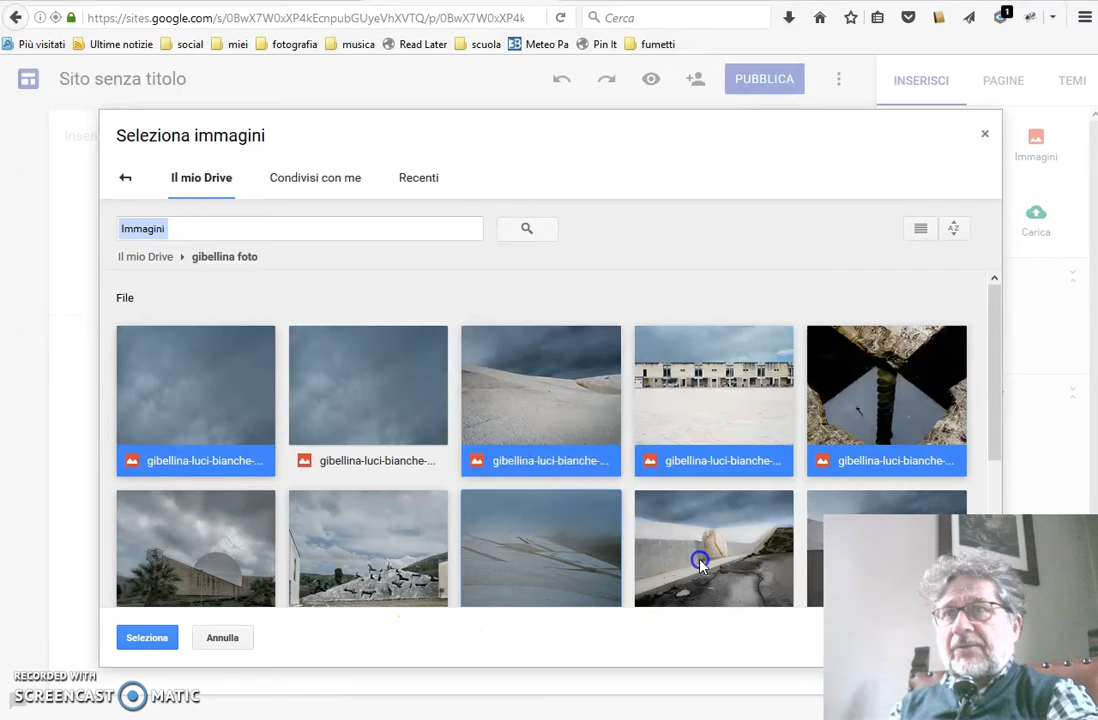 https://sites.google.com/s/0BwX7W0xXP4kEcnpubGUyeVhXVTQ/p/0BwX7W0xXP4k
Cerca
1
Più visitati
Ultime notizie
social
miei
fotografia
musica
Read Later
scuola
Meteo Pa
Pin It
fumetti
Sito senza titolo
PUBBLICA
INSERISCI
PAGINE
TEMI
Seleziona immagini
×
Immagini
Il mio Drive
Condivisi con me
Recenti
Carica
Immagini
AZ
Il mio Drive
gibellina foto
File
gibellina-luci-bianche-...
gibellina-luci-bianche-...
gibellina-luci-bianche-...
gibellina-luci-bianche-...
gibellina-luci-bianche-...
Seleziona
Annulla
RECORDED WITH
SCREENCAST MATIC